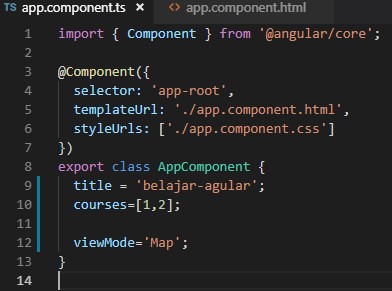 TS app.component.ts × <> app.component.html
1 import { Component } from '@angular/core';
2
3 @Component({
4   selector: 'app-root',
5   templateUrl: './app.component.html',
6   styleUrls: ['./app.component.css']
7 })
8 export class AppComponent {
9   title = 'belajar-agular';
10   courses=[1,2];
11
12   viewMode='Map';
13 }
14